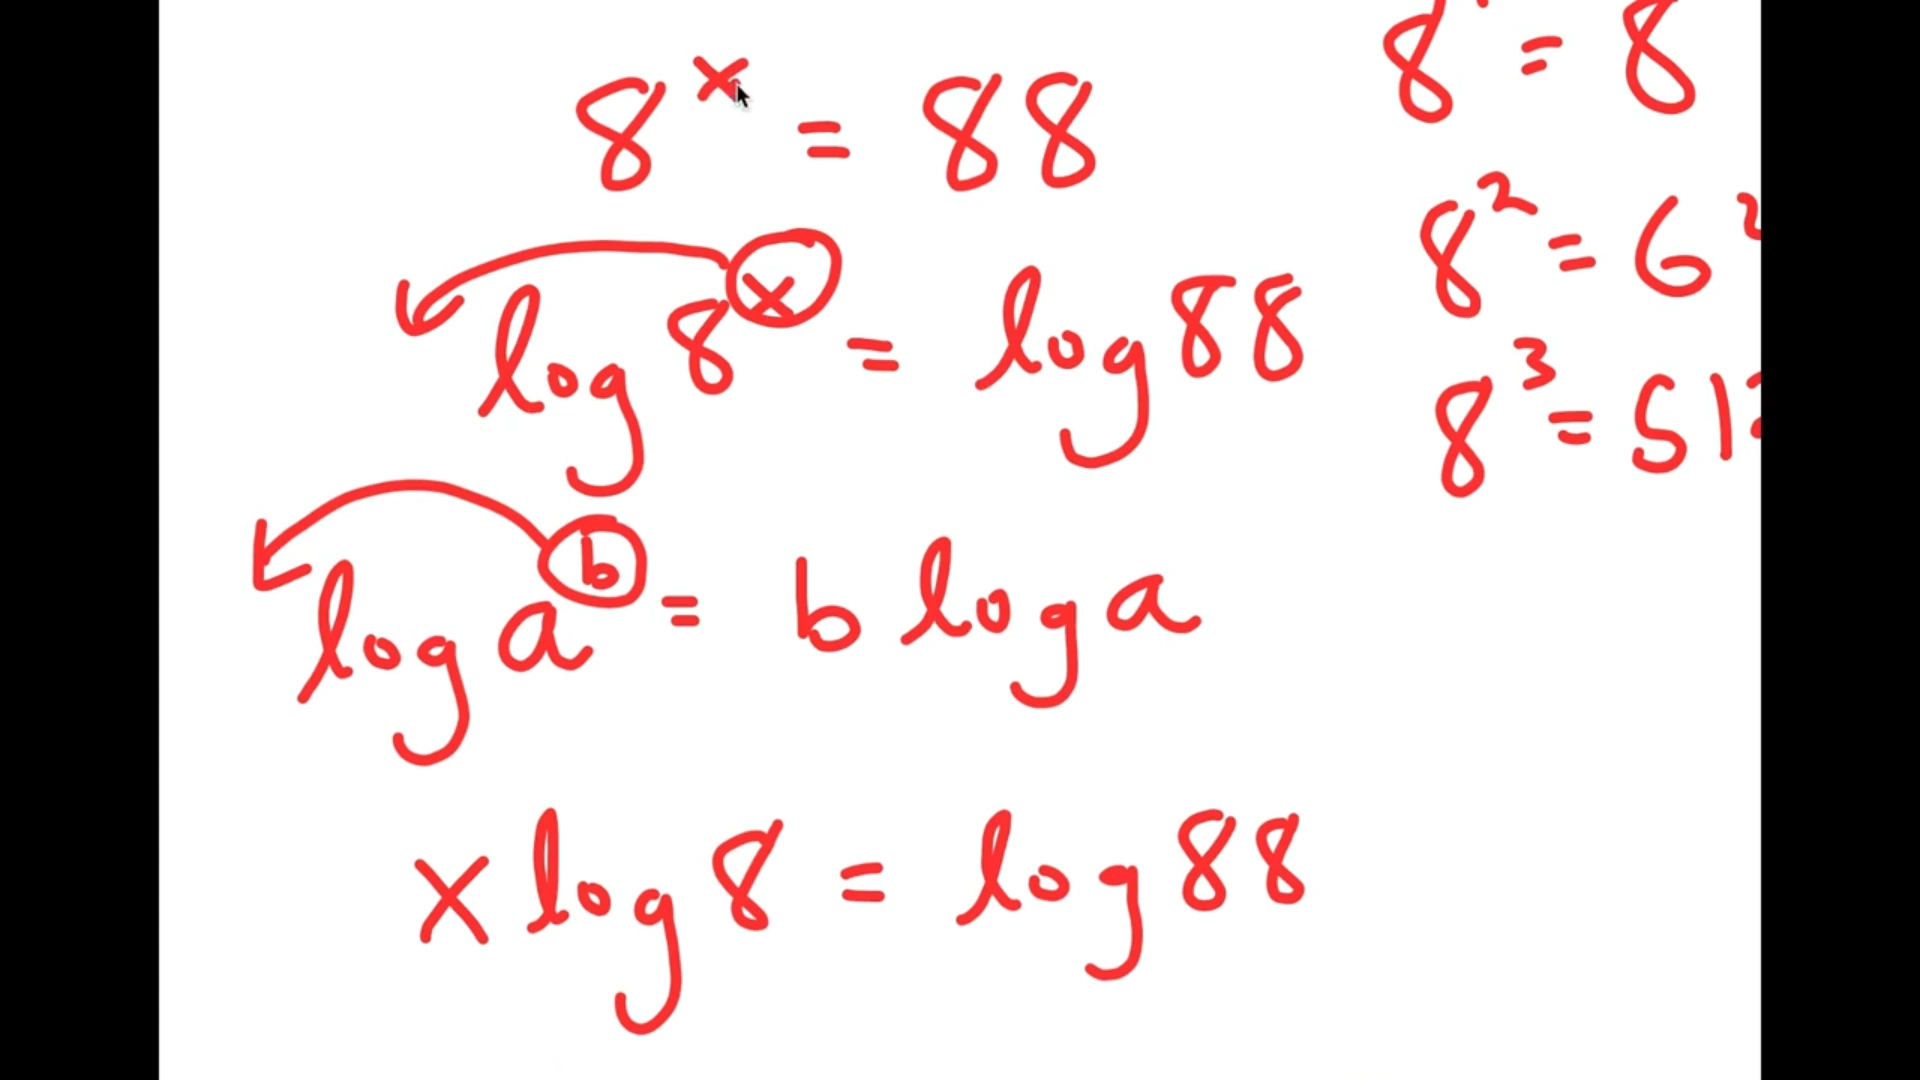 8^x = 88
log 8^x = log 88
log a^b = b log a
x log 8 = log 88
8 = 8
8^2 = 6
8^3 = 51